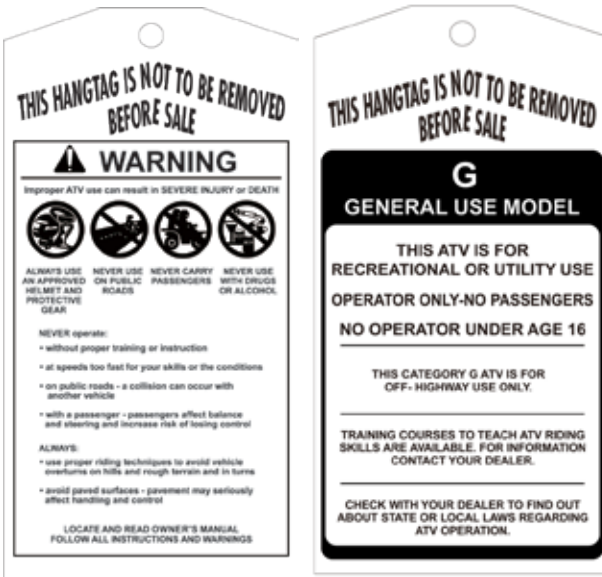 THIS HANGTAG IS NOT TO BE REMOVED
BEFORE SALE
WARNING
Improper ATV use can result in SEVERE INJURY or DEATH
ALWAYS USE
AN APPROVED
HELMET AND
PROTECTIVE
GEAR
NEVER USE
ON PUBLIC
ROADS
NEVER CARRY
PASSENGERS
NEVER USE
WITH DRUGS
OR ALCOHOL
NEVER operate:
• without proper training or instruction
• at speeds too fast for your skills or the conditions
• on public roads - a collision can occur with
another vehicle
• with a passenger - passengers affect balance
and steering and increase risk of losing control
ALWAYS:
• use proper riding techniques to avoid vehicle
overturns on hills and rough terrain and in turns
• avoid paved surfaces - pavement may seriously
affect handling and control
LOCATE AND READ OWNER'S MANUAL
FOLLOW ALL INSTRUCTIONS AND WARNINGS
THIS HANGTAG IS NOT TO BE REMOVED
BEFORE SALE
G
GENERAL USE MODEL
THIS ATV IS FOR
RECREATIONAL OR UTILITY USE
OPERATOR ONLY-NO PASSENGERS
NO OPERATOR UNDER AGE 16
THIS CATEGORY G ATV IS FOR
OFF- HIGHWAY USE ONLY.
TRAINING COURSES TO TEACH ATV RIDING
SKILLS ARE AVAILABLE. FOR INFORMATION
CONTACT YOUR DEALER.
CHECK WITH YOUR DEALER TO FIND OUT
ABOUT STATE OR LOCAL LAWS REGARDING
ATV OPERATION.